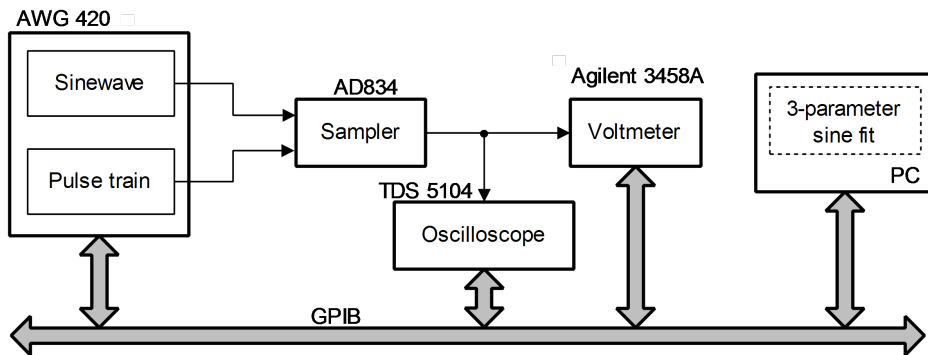 AWG 420
Sinewave
Pulse train
AD834
Sampler
Agilent 3458A
Voltmeter
TDS 5104
Oscilloscope
3-parameter
sine fit
PC
GPIB